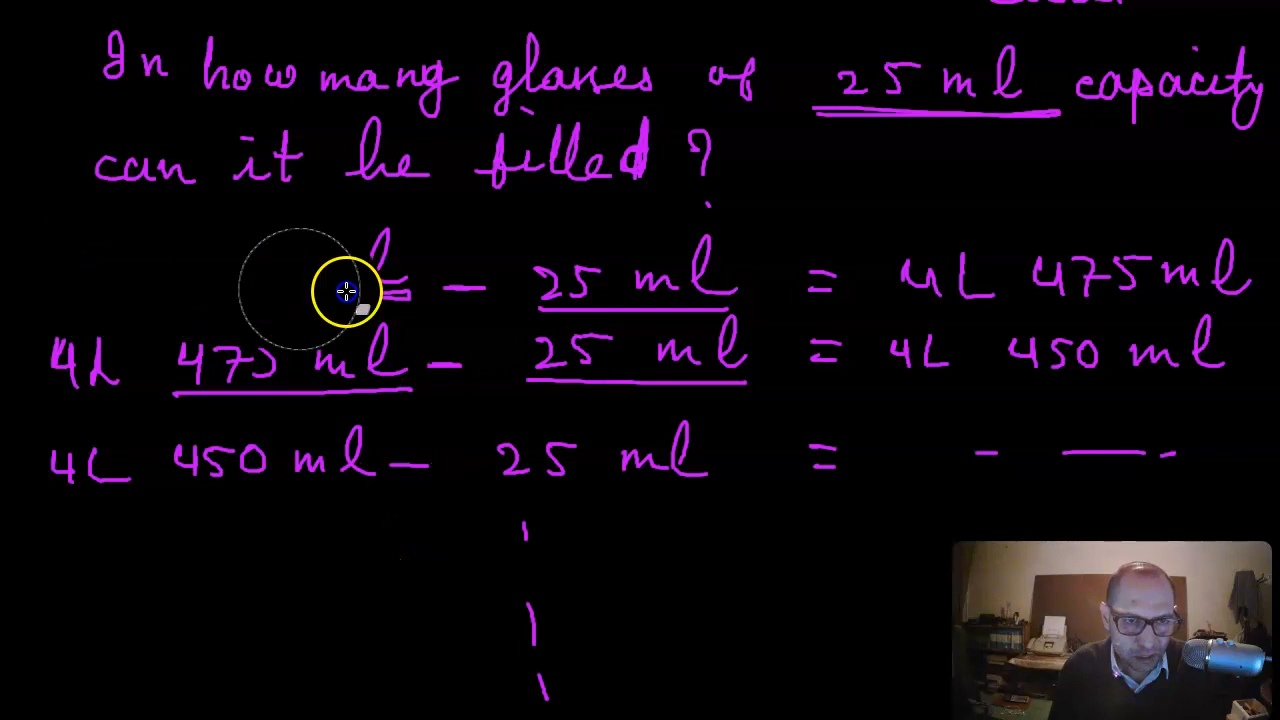 In how many glasses of 25 ml capacity
can it be filled ?
l - 25 ml = 4L 475 ml
4L 475 ml - 25 ml = 4L 450 ml
4L 450 ml - 25 ml = - — -